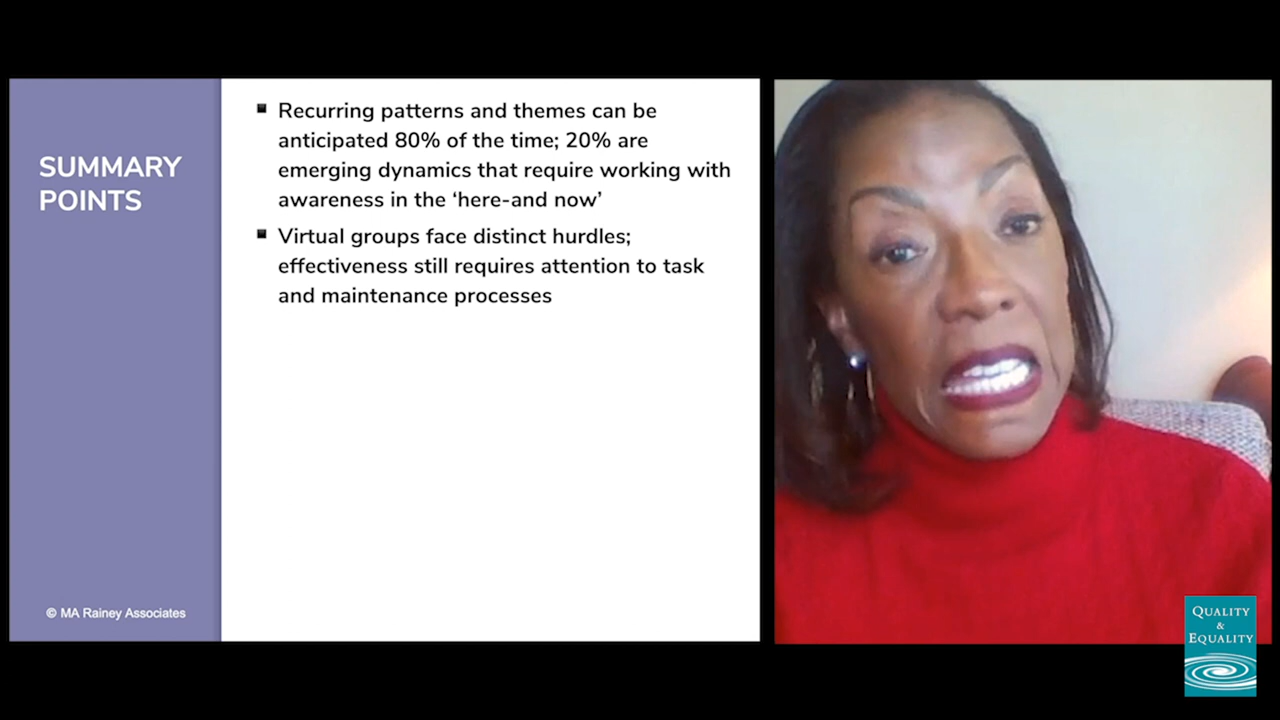 SUMMARY
POINTS
Recurring patterns and themes can be
anticipated 80% of the time; 20% are
emerging dynamics that require working with
awareness in the ‘here-and now’
Virtual groups face distinct hurdles;
effectiveness still requires attention to task
and maintenance processes
© MA Rainey Associates
QUALITY
&
EQUALITY